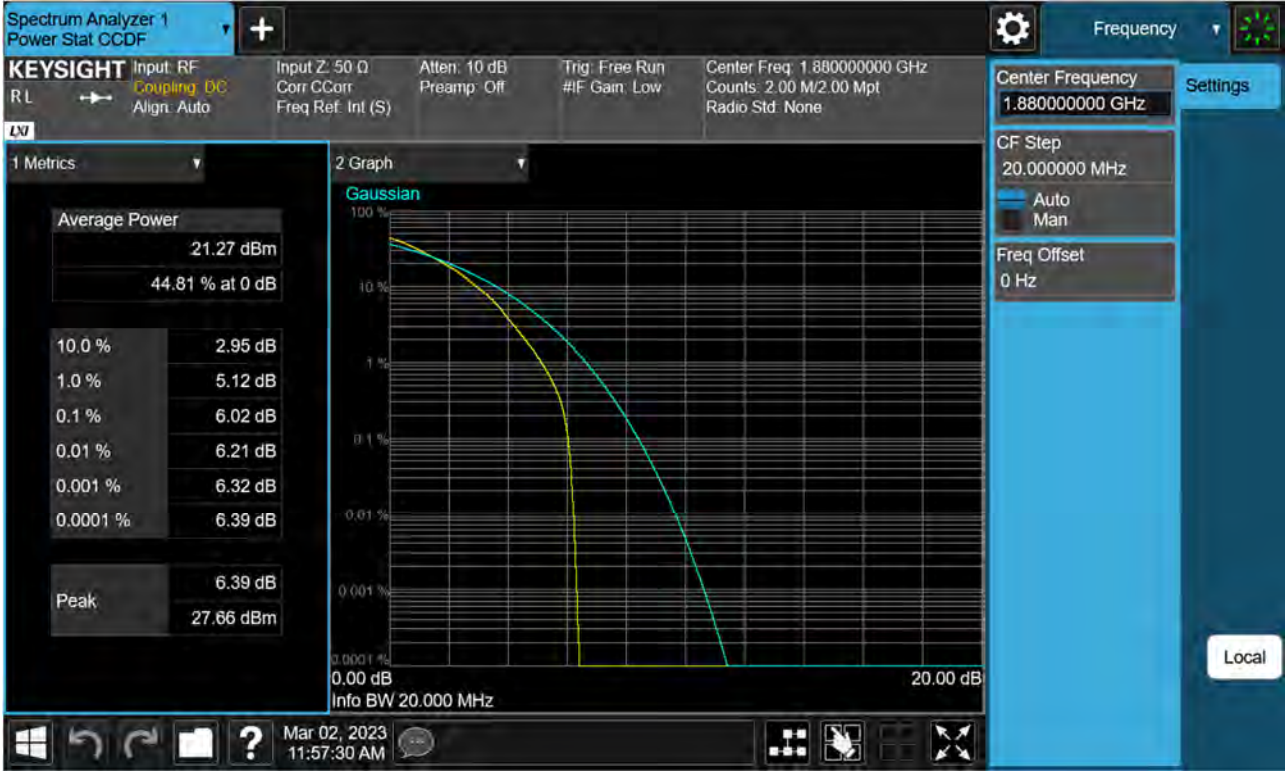 Spectrum Analyzer 1
Power Stat CCDF
Frequency
KEYSIGHT
R L
LXI
Input: RF
Coupling: DC
Align: Auto
Input Z: 50 Ω
Corr CCorr
Freq Ref: Int (S)
Atten: 10 dB
Preamp: Off
Trig: Free Run
#IF Gain: Low
Center Freq: 1.880000000 GHz
Counts: 2.00 M/2.00 Mpt
Radio Std: None
Center Frequency
1.880000000 GHz
Settings
CF Step
20.000000 MHz
Auto
Man
Freq Offset
0 Hz
1 Metrics
Average Power
21.27 dBm
44.81 % at 0 dB
10.0 % 2.95 dB
1.0 % 5.12 dB
0.1 % 6.02 dB
0.01 % 6.21 dB
0.001 % 6.32 dB
0.0001 % 6.39 dB
Peak
6.39 dB
27.66 dBm
2 Graph
Gaussian
100 %
10 %
1 %
0.1 %
0.01 %
0.001 %
0.0001 %
0.00 dB 20.00 dB
Info BW 20.000 MHz
Local
?
Mar 02, 2023
11:57:30 AM